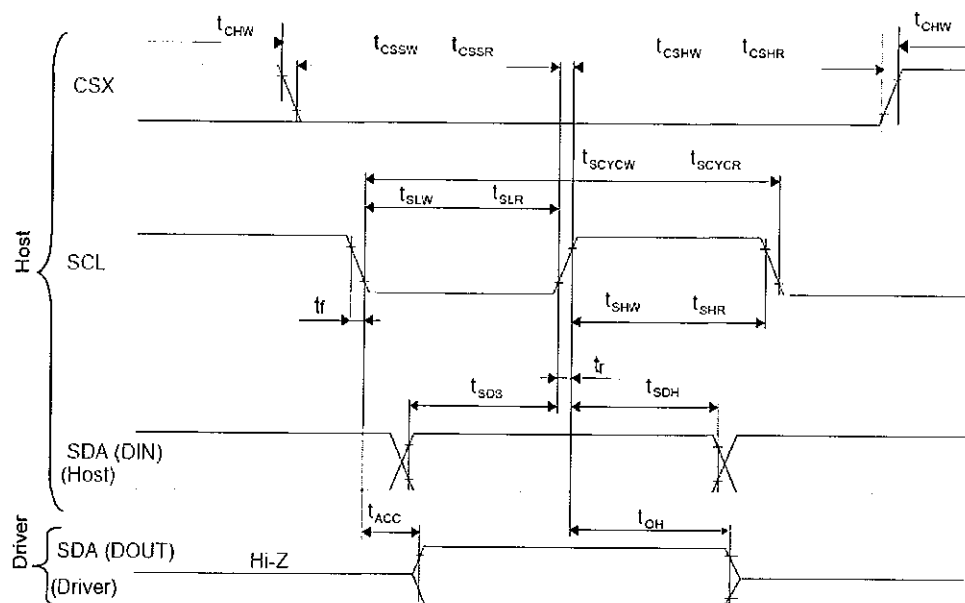 tCHW
tCSSW tCSSR
tCSHW tCSHR
tCHW
CSX
tSCYCW tSCYCR
tSLW tSLR
Host
SCL
tf
tSHW tSHR
tr
tSDS
tSDH
SDA (DIN)
(Host)
tACC
tOH
Driver
SDA (DOUT)
Hi-Z
(Driver)